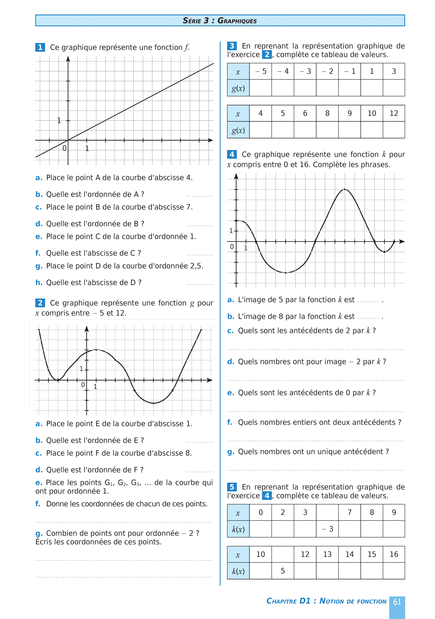 SÉRIE 3 : GRAPHIQUES
1 Ce graphique représente une fonction f.
1
0 1
a. Place le point A de la courbe d'abscisse 4.
b. Quelle est l'ordonnée de A ? ............
c. Place le point B de la courbe d'abscisse 7.
d. Quelle est l'ordonnée de B ? ............
e. Place le point C de la courbe d'ordonnée 1.
f. Quelle est l'abscisse de C ? ............
g. Place le point D de la courbe d'ordonnée 2,5.
h. Quelle est l'abscisse de D ? ............
2 Ce graphique représente une fonction g pour
x compris entre − 5 et 12.
1
0 1
a. Place le point E de la courbe d'abscisse 1.
b. Quelle est l'ordonnée de E ? ............
c. Place le point F de la courbe d'abscisse 8.
d. Quelle est l'ordonnée de F ? ............
e. Place les points G₁, G₂, G₃, ... de la courbe qui
ont pour ordonnée 1.
f. Donne les coordonnées de chacun de ces points.
g. Combien de points ont pour ordonnée − 2 ?
Écris les coordonnées de ces points.
3 En reprenant la représentation graphique de
l'exercice 2, complète ce tableau de valeurs.
x − 5 − 4 − 3 − 2 − 1 1 3
g(x)
x 4 5 6 8 9 10 12
g(x)
4 Ce graphique représente une fonction k pour
x compris entre 0 et 16. Complète les phrases.
1
0 1
a. L'image de 5 par la fonction k est .......... .
b. L'image de 8 par la fonction k est .......... .
c. Quels sont les antécédents de 2 par k ?
d. Quels nombres ont pour image − 2 par k ?
e. Quels sont les antécédents de 0 par k ?
f. Quels nombres entiers ont deux antécédents ?
g. Quels nombres ont un unique antécédent ?
5 En reprenant la représentation graphique de
l'exercice 4, complète ce tableau de valeurs.
x 0 2 3 7 8 9
k(x) − 3
x 10 12 13 14 15 16
k(x) 5
CHAPITRE D1 : NOTION DE FONCTION 61